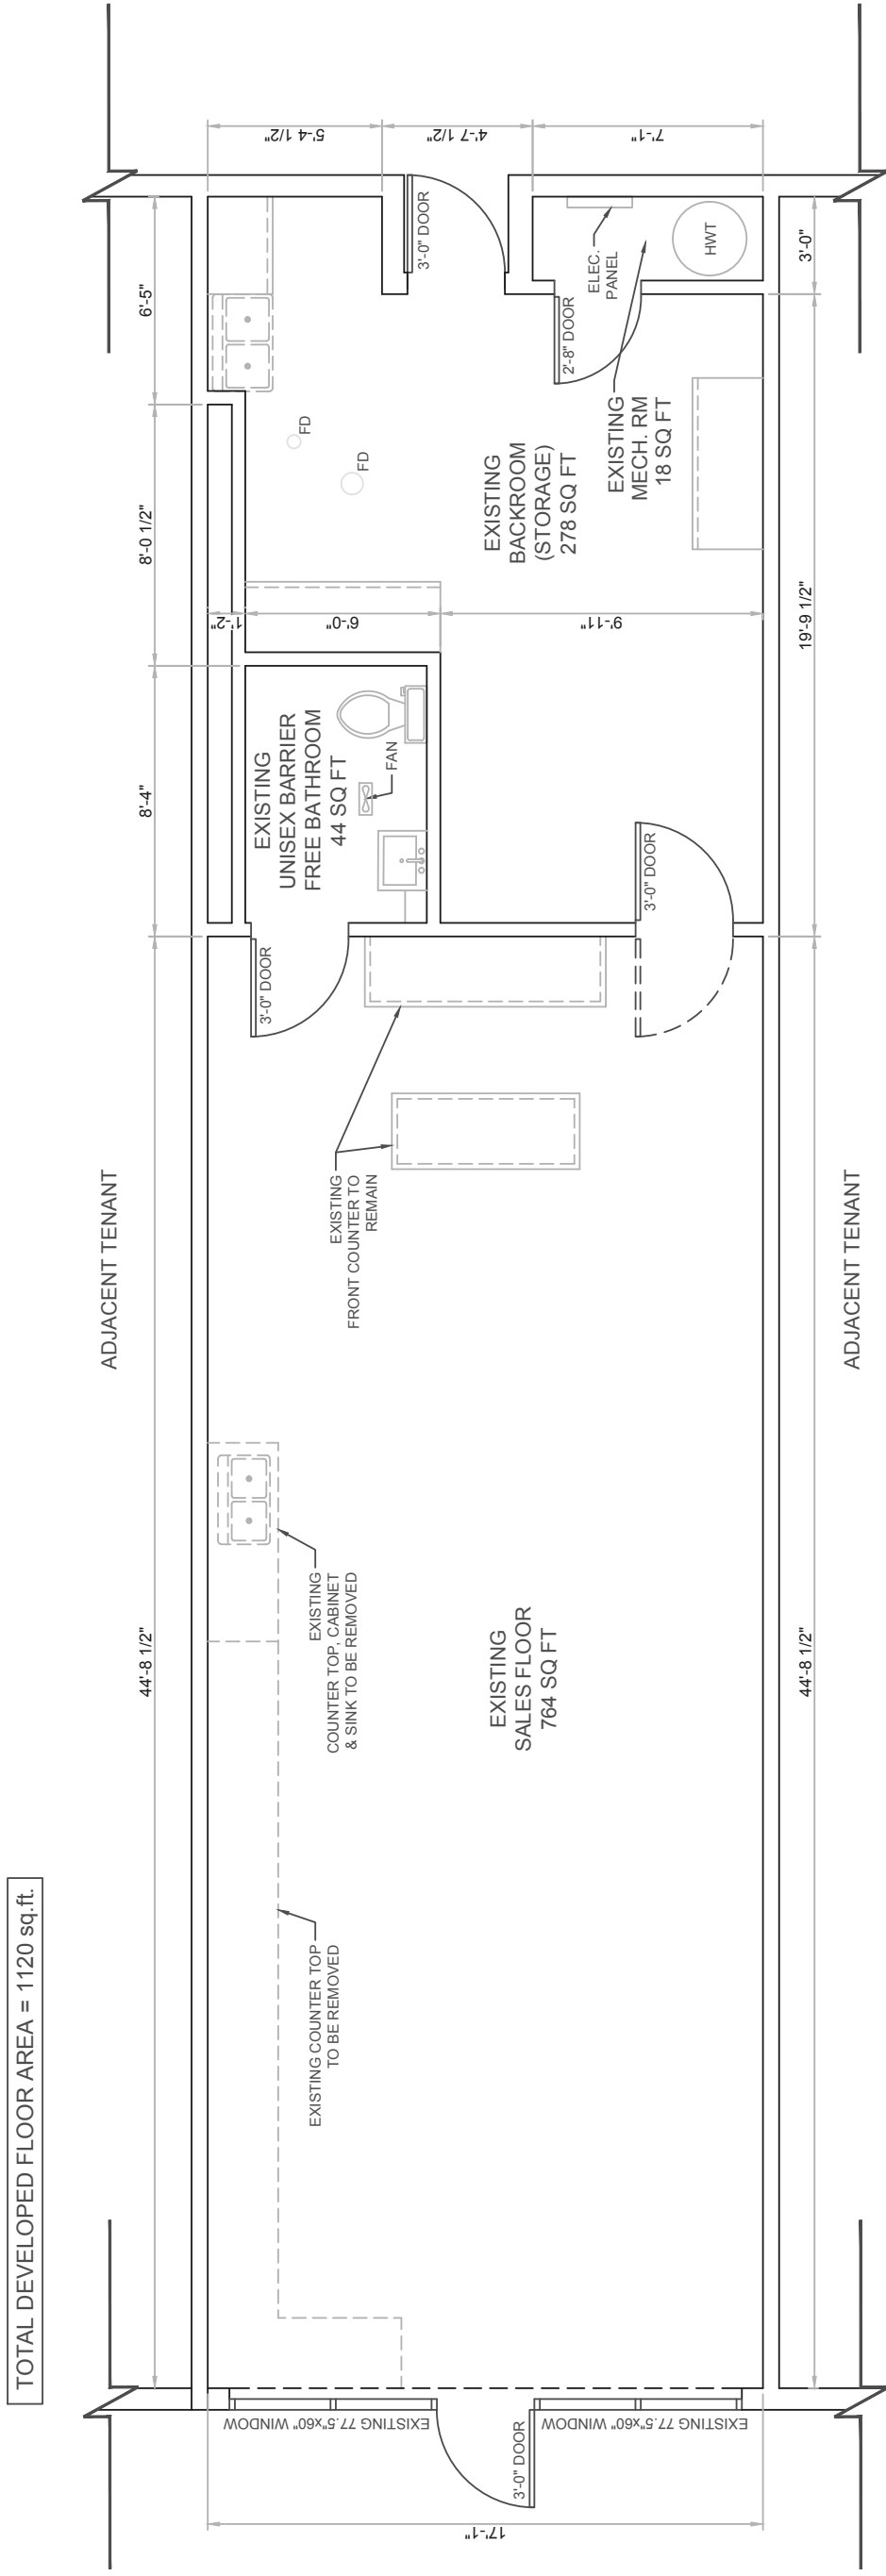 TOTAL DEVELOPED FLOOR AREA = 1120 sq.ft.
ADJACENT TENANT
44'-8 1/2"
8'-4"
8'-0 1/2"
6'-5"
EXISTING 77.5"x60" WINDOW
EXISTING 77.5"x60" WINDOW
3'-0" DOOR
17'-1"
EXISTING COUNTER TOP
TO BE REMOVED
EXISTING
COUNTER TOP, CABINET
& SINK TO BE REMOVED
EXISTING
SALES FLOOR
764 SQ FT
EXISTING
FRONT COUNTER TO
REMAIN
3'-0" DOOR
3'-0" DOOR
EXISTING
UNISEX BARRIER
FREE BATHROOM
44 SQ FT
FAN
1'-2"
6'-0"
9'-11"
FD
FD
EXISTING
BACKROOM
(STORAGE)
278 SQ FT
EXISTING
MECH. RM
18 SQ FT
2'-8" DOOR
3'-0" DOOR
ELEC.
PANEL
HWT
5'-4 1/2"
4'-7 1/2"
7'-1"
44'-8 1/2"
19'-9 1/2"
3'-0"
ADJACENT TENANT